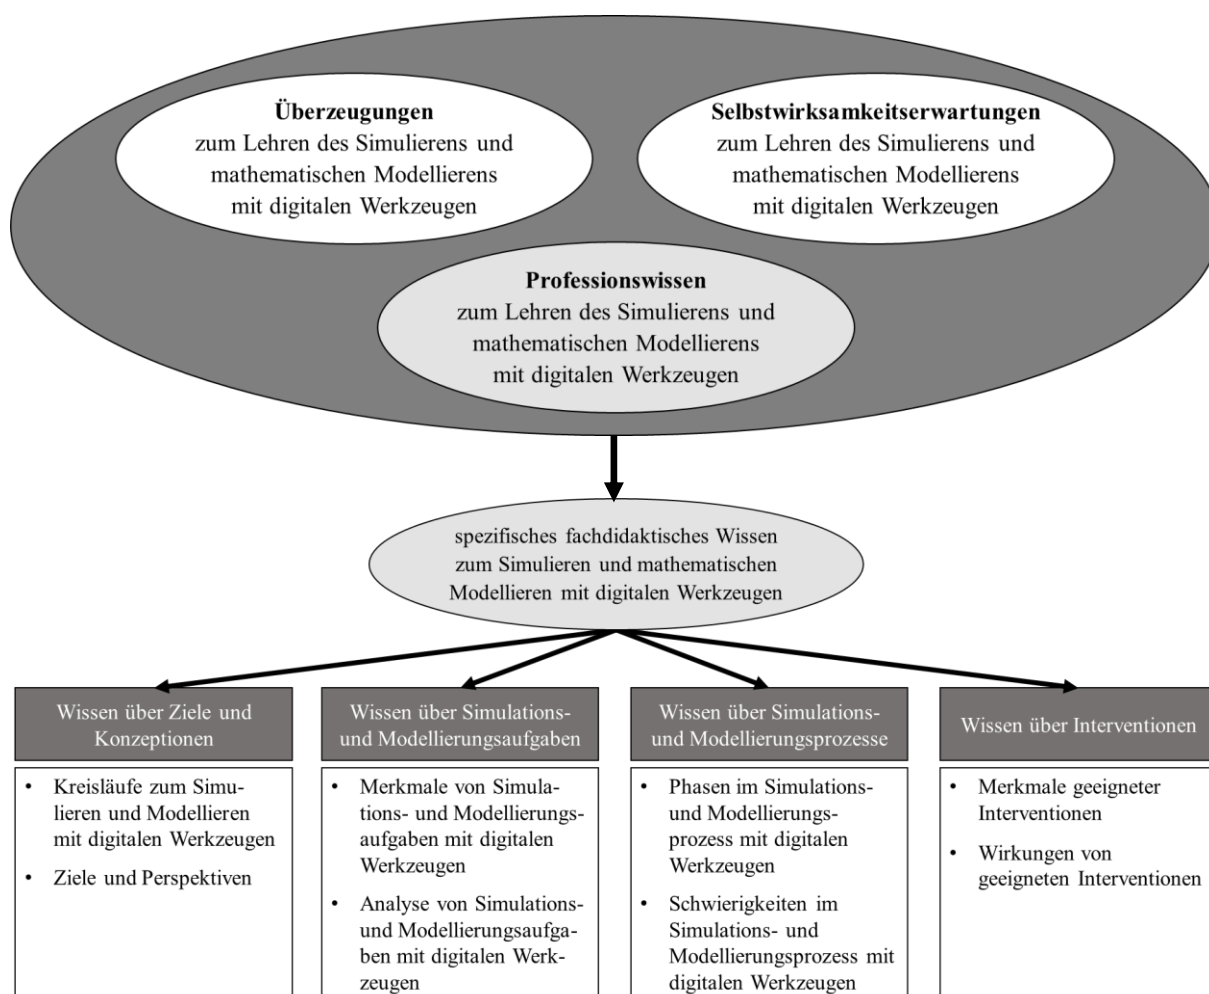 Überzeugungen
zum Lehren des Simulierens und
mathematischen Modellierens
mit digitalen Werkzeugen
Selbstwirksamkeitserwartungen
zum Lehren des Simulierens und
mathematischen Modellierens
mit digitalen Werkzeugen
Professionswissen
zum Lehren des Simulierens und
mathematischen Modellierens
mit digitalen Werkzeugen
spezifisches fachdidaktisches Wissen
zum Simulieren und mathematischen
Modellieren mit digitalen Werkzeugen
Wissen über Ziele und
Konzeptionen
• Kreisläufe zum Simu-
lieren und Modellieren
mit digitalen Werkzeugen
• Ziele und Perspektiven
Wissen über Simulations-
und Modellierungsaufgaben
• Merkmale von Simula-
tions- und Modellierungs-
aufgaben mit digitalen
Werkzeugen
• Analyse von Simulations-
und Modellierungsaufga-
ben mit digitalen Werk-
zeugen
Wissen über Simulations-
und Modellierungsprozesse
• Phasen im Simulations-
und Modellierungs-
prozess mit digitalen
Werkzeugen
• Schwierigkeiten im
Simulations- und
Modellierungsprozess mit
digitalen Werkzeugen
Wissen über Interventionen
• Merkmale geeigneter
Interventionen
• Wirkungen von
geeigneten Interventionen